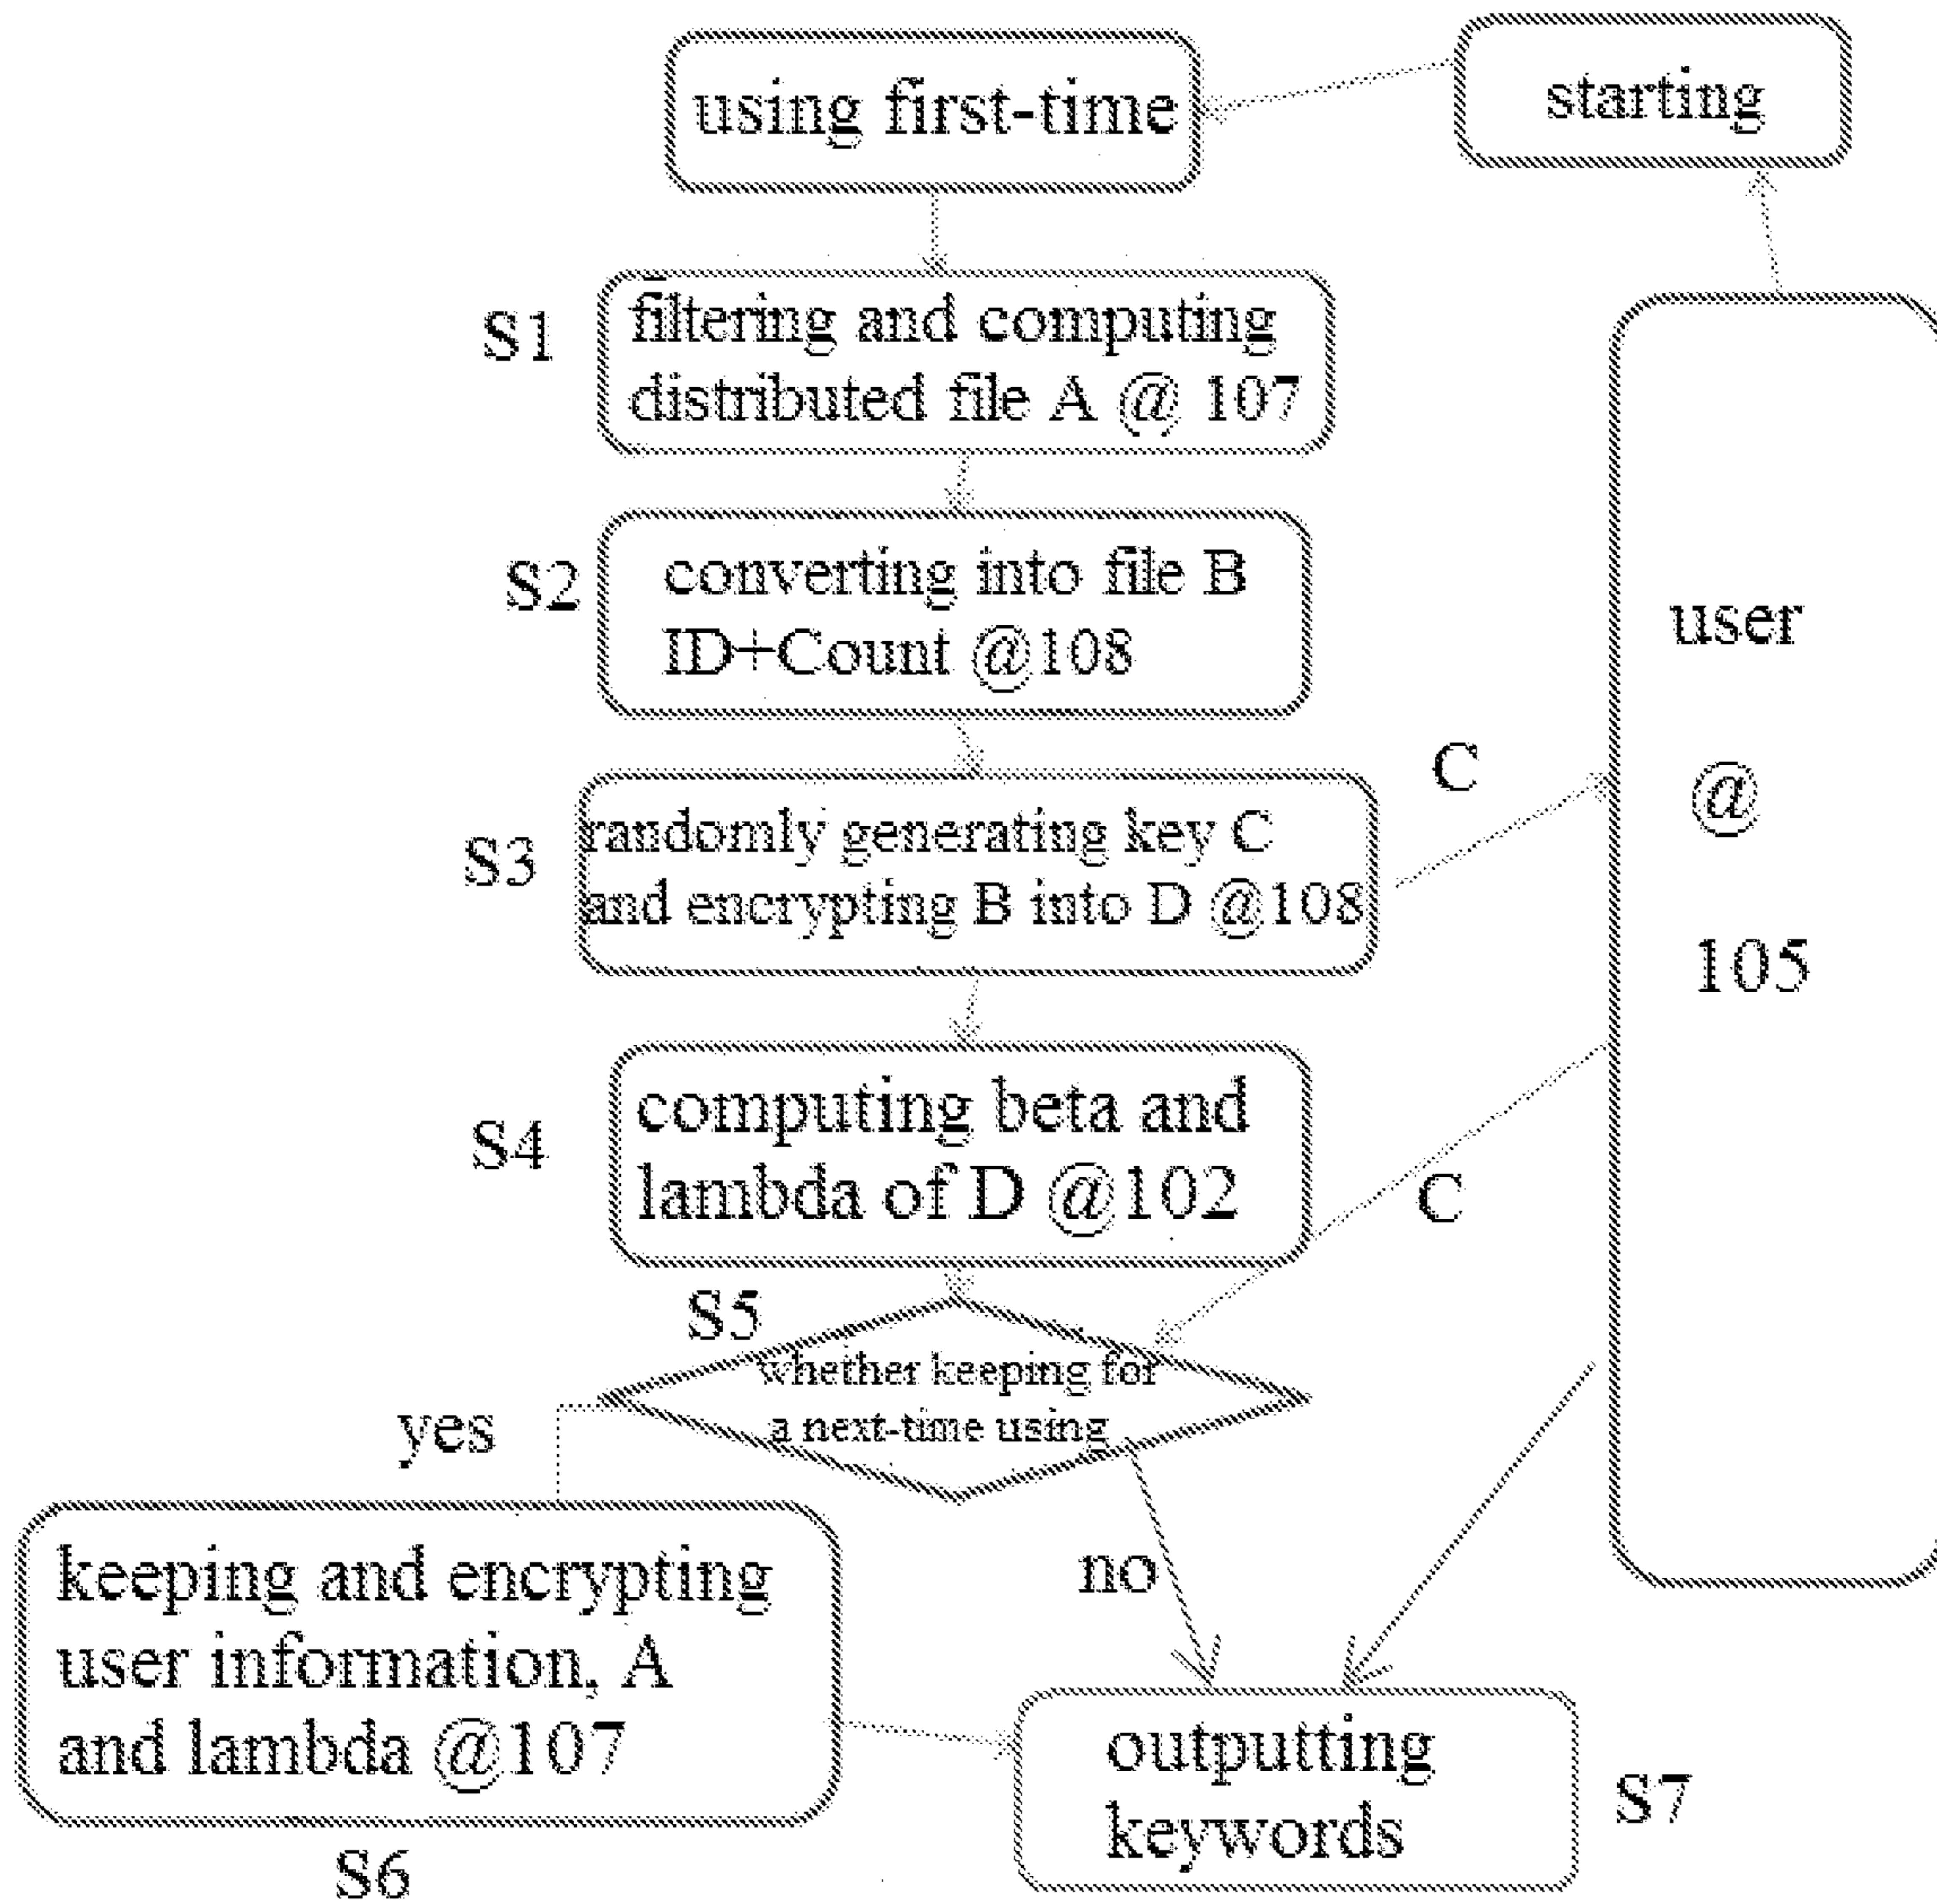 using first-time
starting
S1
filtering and computing
distributed file A @ 107
S2
converting into file B
ID+Count @108
S3
randomly generating key C
and encrypting B into D @108
C
user
@
105
S4
computing beta and
lambda of D @102
C
S5
whether keeping for
a next-time using
yes
no
keeping and encrypting
user information, A
and lambda @107
S6
outputting
keywords
S7